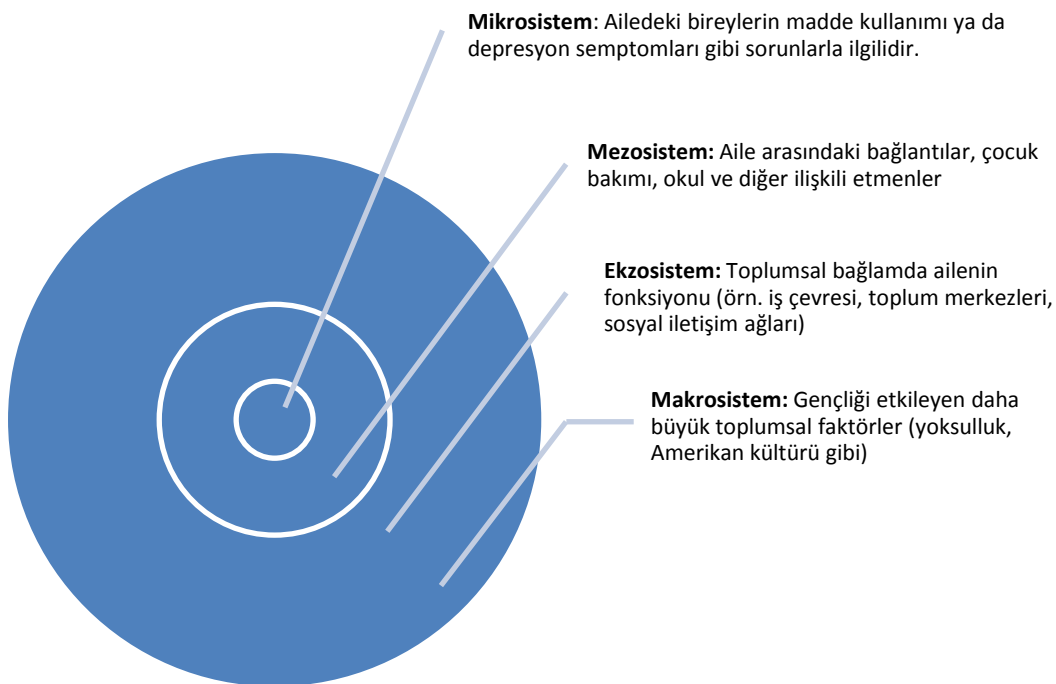 Mikrosistem: Ailedeki bireylerin madde kullanımı ya da
depresyon semptomları gibi sorunlarla ilgilidir.
Mezosistem: Aile arasındaki bağlantılar, çocuk
bakımı, okul ve diğer ilişkili etmenler
Ekzosistem: Toplumsal bağlamda ailenin
fonksiyonu (örn. iş çevresi, toplum merkezleri,
sosyal iletişim ağları)
Makrosistem: Gençliği etkileyen daha
büyük toplumsal faktörler (yoksulluk,
Amerikan kültürü gibi)